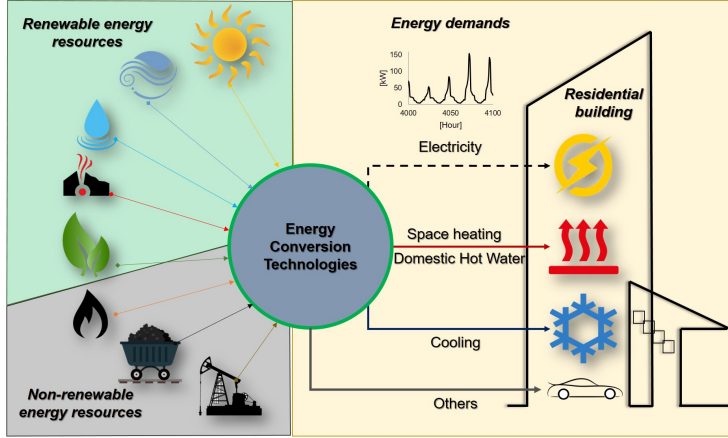 Renewable energy
resources
Energy demands
[kW]
150
100
50
0
4000
4050
4100
[Hour]
Residential
building
Electricity
Energy
Conversion
Technologies
Space heating
Domestic Hot Water
Cooling
Non-renewable
energy resources
Others